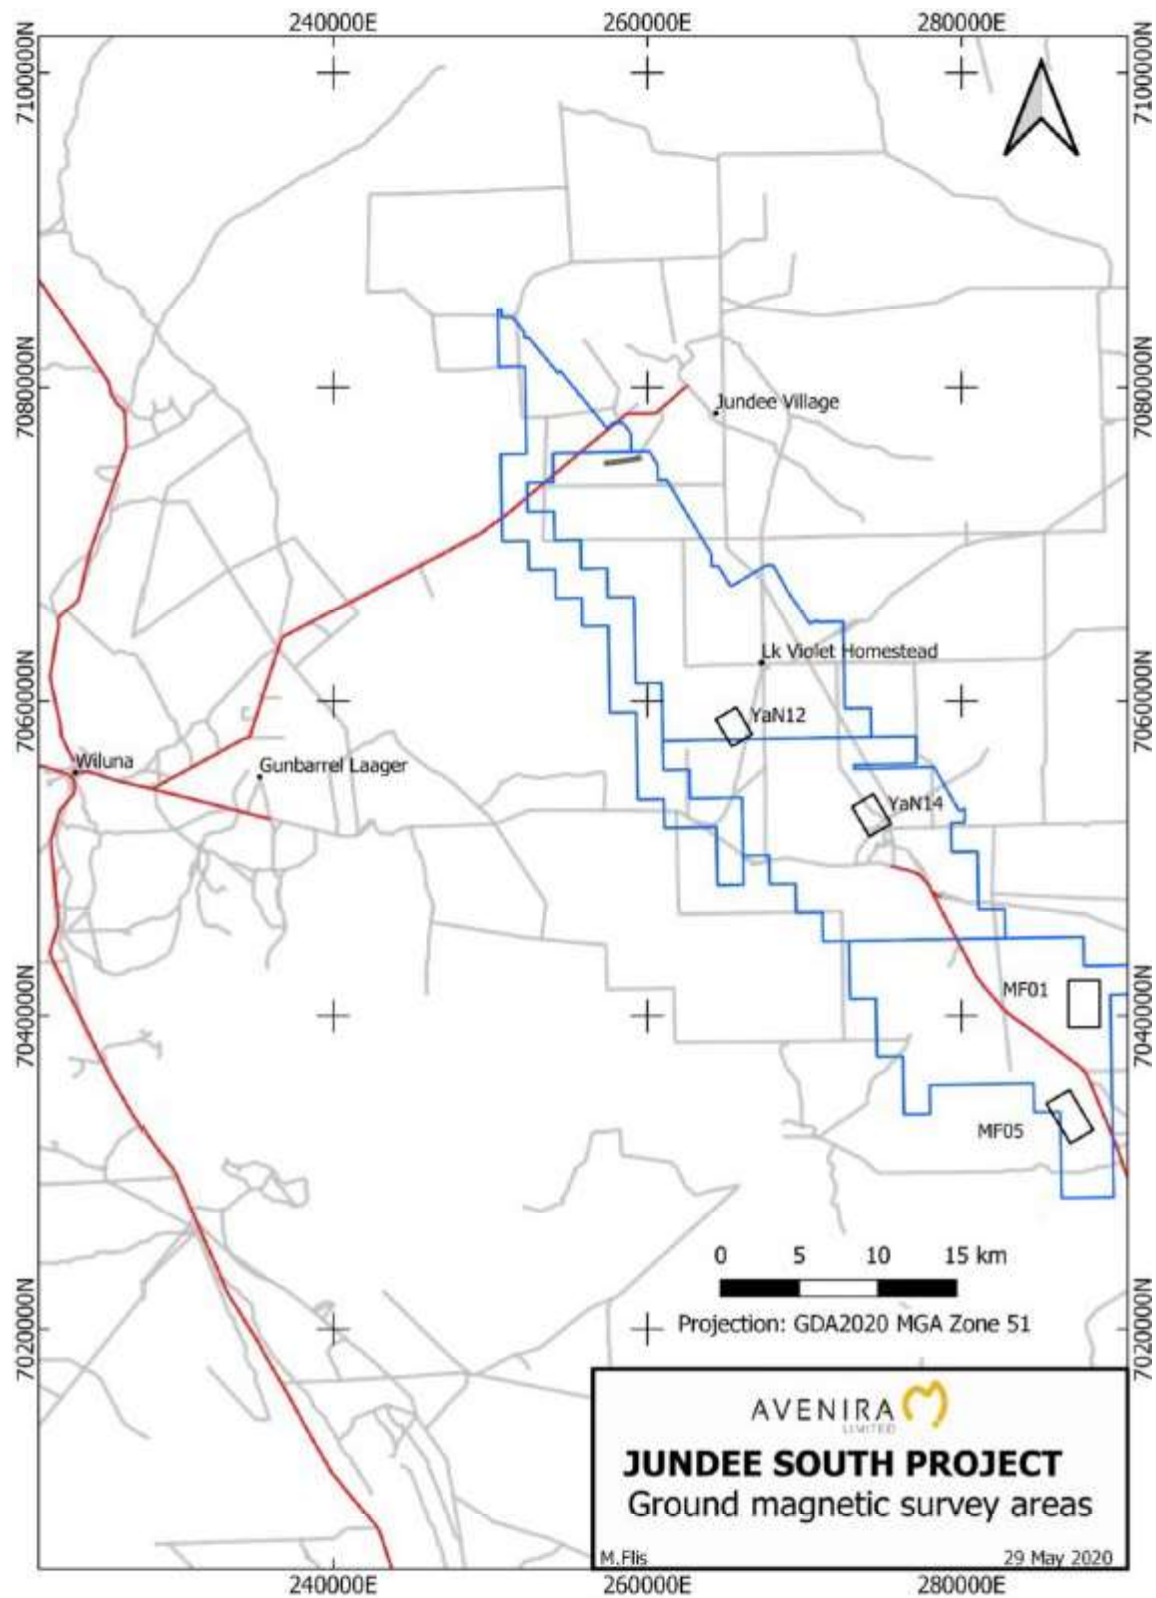 240000E 260000E 280000E
7100000N 7100000N
7080000N 7080000N
Jundee Village
Lk Violet Homestead
7060000N 7060000N
YaN12
Wiluna
Gunbarrel Laager
YaN14
MF01
7040000N 7040000N
MF05
0 5 10 15 km
7020000N 7020000N
Projection: GDA2020 MGA Zone 51
AVENIRA
LIMITED
JUNDEE SOUTH PROJECT
Ground magnetic survey areas
M.Flis 29 May 2020
240000E 260000E 280000E